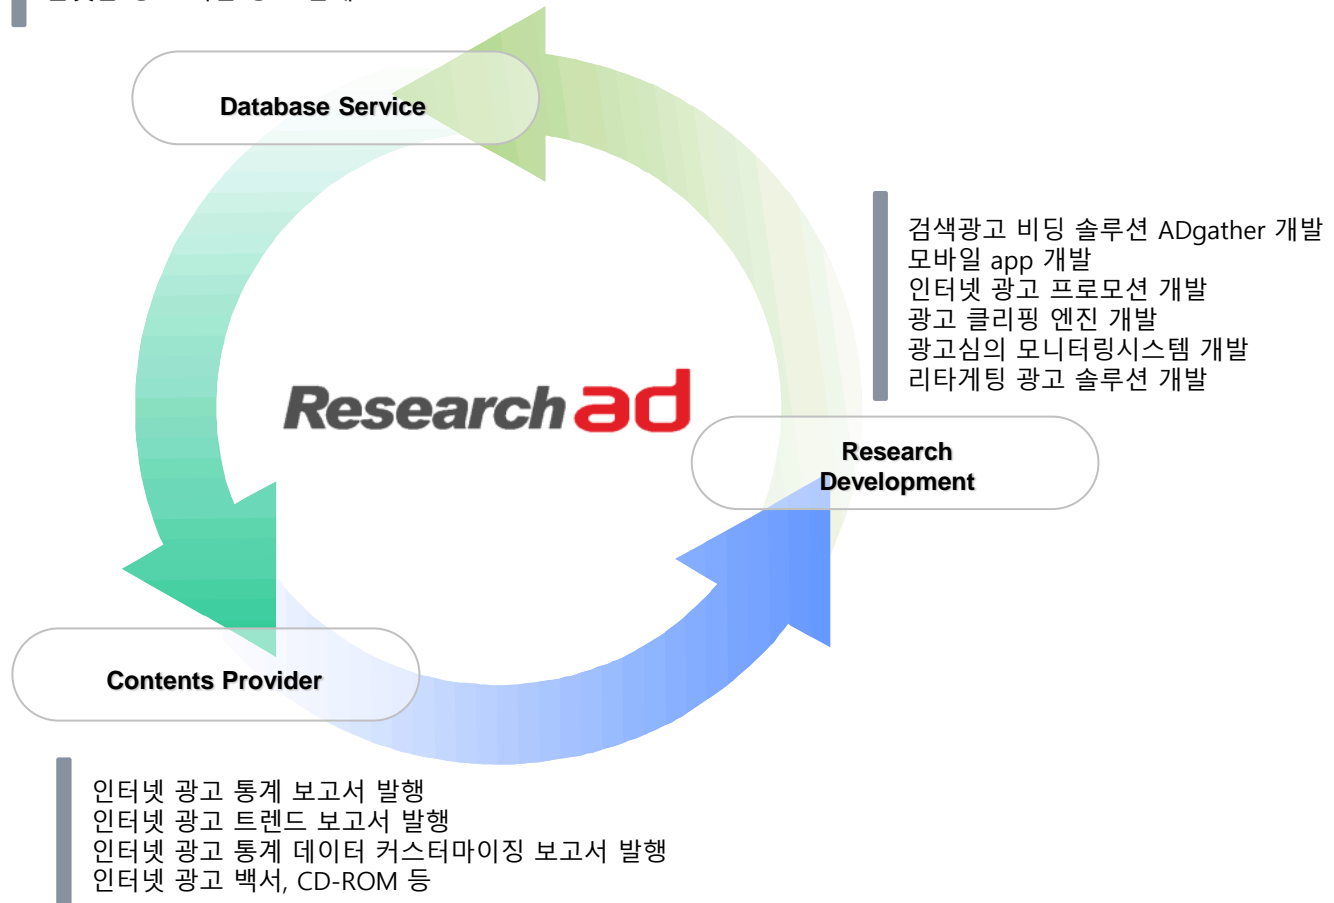 Database Service
검색광고 비딩 솔루션 ADgather 개발
모바일 app 개발
인터넷 광고 프로모션 개발
광고 클리핑 엔진 개발
광고심의 모니터링시스템 개발
리타게팅 광고 솔루션 개발
Research ad
Research
Development
Contents Provider
인터넷 광고 통계 보고서 발행
인터넷 광고 트렌드 보고서 발행
인터넷 광고 통계 데이터 커스터마이징 보고서 발행
인터넷 광고 백서, CD-ROM 등